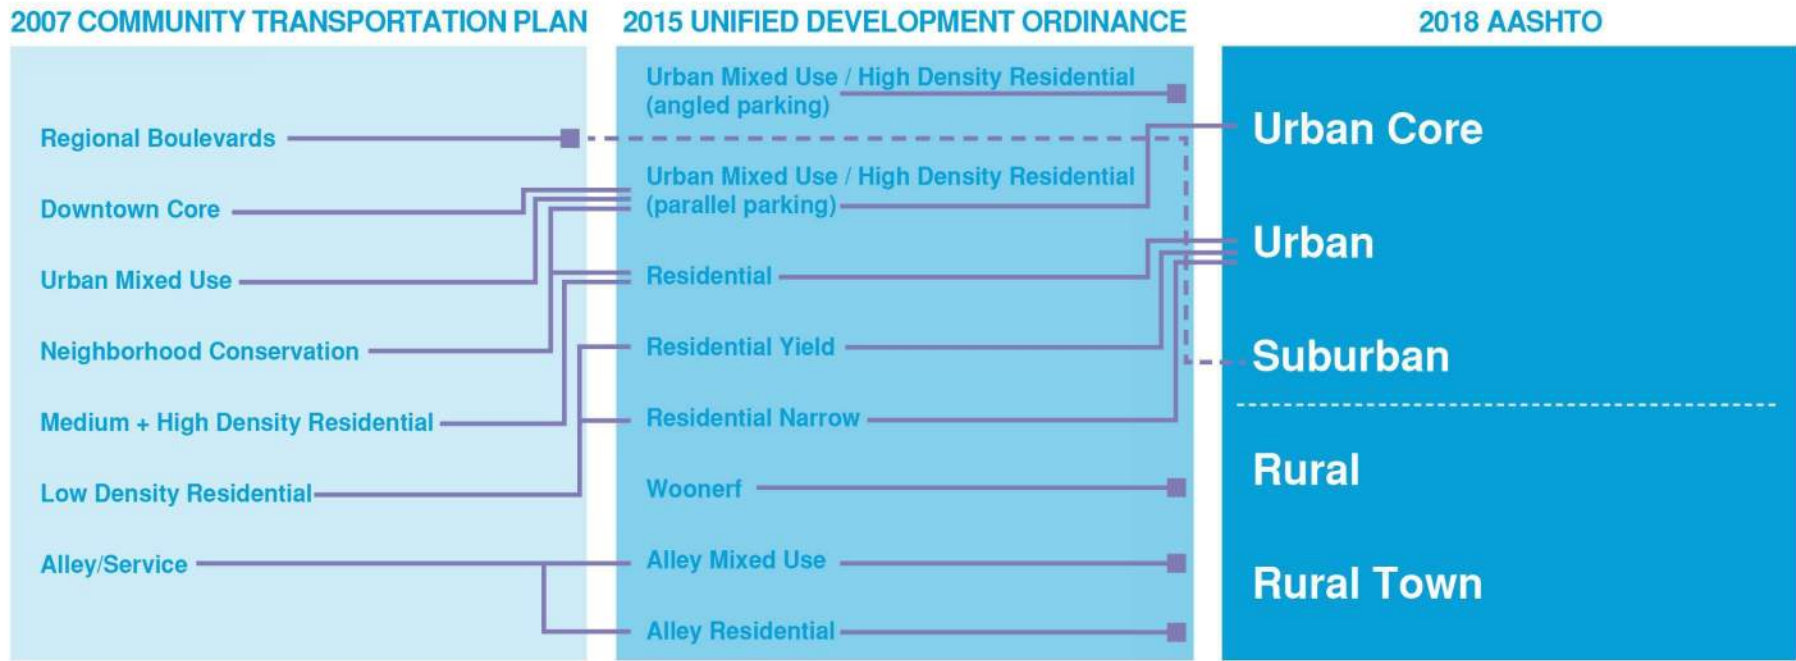 2007 COMMUNITY TRANSPORTATION PLAN
Regional Boulevards
Downtown Core
Urban Mixed Use
Neighborhood Conservation
Medium + High Density Residential
Low Density Residential
Alley/Service
2015 UNIFIED DEVELOPMENT ORDINANCE
Urban Mixed Use / High Density Residential
(angled parking)
Urban Mixed Use / High Density Residential
(parallel parking)
Residential
Residential Yield
Residential Narrow
Woonerf
Alley Mixed Use
Alley Residential
2018 AASHTO
Urban Core
Urban
Suburban
Rural
Rural Town